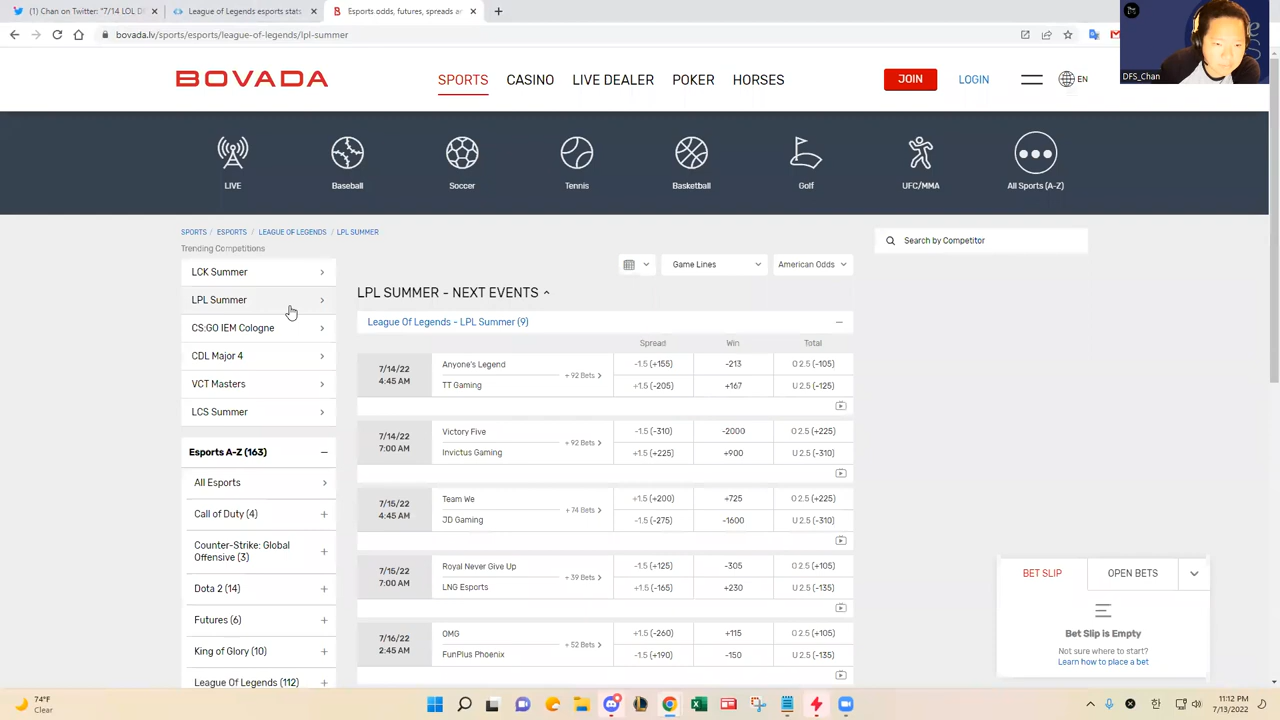 (1) Chan on Twitter: "7/14 LOL D
League of Legends esports stats
Esports odds, futures, spreads a
bovada.lv/sports/esports/league-of-legends/lpl-summer
DFS_Chan
BOVADA
SPORTS
CASINO
LIVE DEALER
POKER
HORSES
JOIN
LOGIN
EN
LIVE
Baseball
Soccer
Tennis
Basketball
Golf
UFC/MMA
All Sports (A-Z)
SPORTS / ESPORTS / LEAGUE OF LEGENDS / LPL SUMMER
Trending Competitions
LCK Summer
LPL Summer
CS:GO IEM Cologne
CDL Major 4
VCT Masters
LCS Summer
Esports A-Z (163)
All Esports
Call of Duty (4)
Counter-Strike: Global
Offensive (3)
Dota 2 (14)
Futures (6)
King of Glory (10)
League Of Legends (112)
Game Lines
American Odds
LPL SUMMER - NEXT EVENTS
League Of Legends - LPL Summer (9)
Spread Win Total
7/14/22
4:45 AM
Anyone's Legend -1.5 (+155) -213 O 2.5 (-105)
+ 92 Bets
TT Gaming +1.5 (-205) +167 U 2.5 (-125)
7/14/22
7:00 AM
Victory Five -1.5 (-310) -2000 O 2.5 (+225)
+ 92 Bets
Invictus Gaming +1.5 (+225) +900 U 2.5 (-310)
7/15/22
4:45 AM
Team We +1.5 (+200) +725 O 2.5 (+225)
+ 74 Bets
JD Gaming -1.5 (-275) -1600 U 2.5 (-310)
7/15/22
7:00 AM
Royal Never Give Up -1.5 (+125) -305 O 2.5 (+105)
+ 39 Bets
LNG Esports +1.5 (-165) +230 U 2.5 (-135)
7/16/22
2:45 AM
OMG +1.5 (-260) +115 O 2.5 (+105)
+ 52 Bets
FunPlus Phoenix -1.5 (+190) -150 U 2.5 (-135)
Search by Competitor
BET SLIP
OPEN BETS
Bet Slip is Empty
Not sure where to start?
Learn how to place a bet
74°F
Clear
11:12 PM
7/13/2022